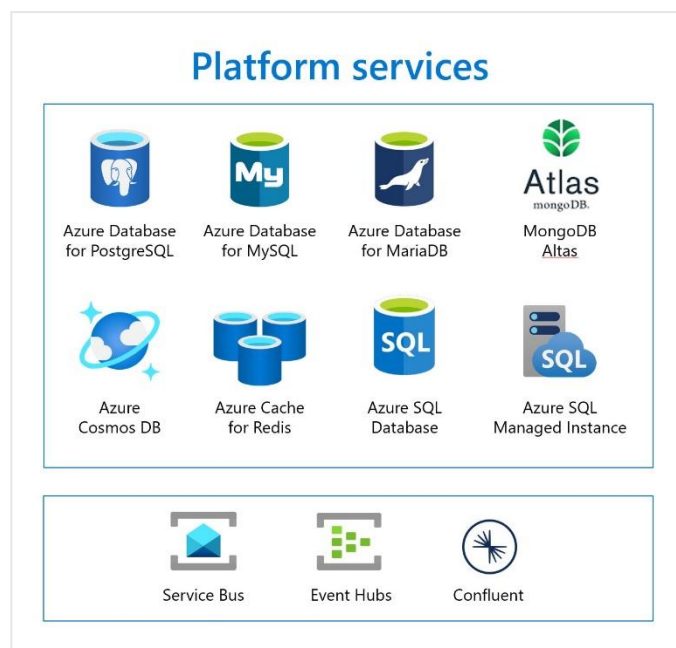 Platform services
My
Atlas
mongoDB.
Azure Database
for PostgreSQL
Azure Database
for MySQL
Azure Database
for MariaDB
MongoDB
Altas
SQL
SQL
Azure
Cosmos DB
Azure Cache
for Redis
Azure SQL
Database
Azure SQL
Managed Instance
Service Bus
Event Hubs
Confluent